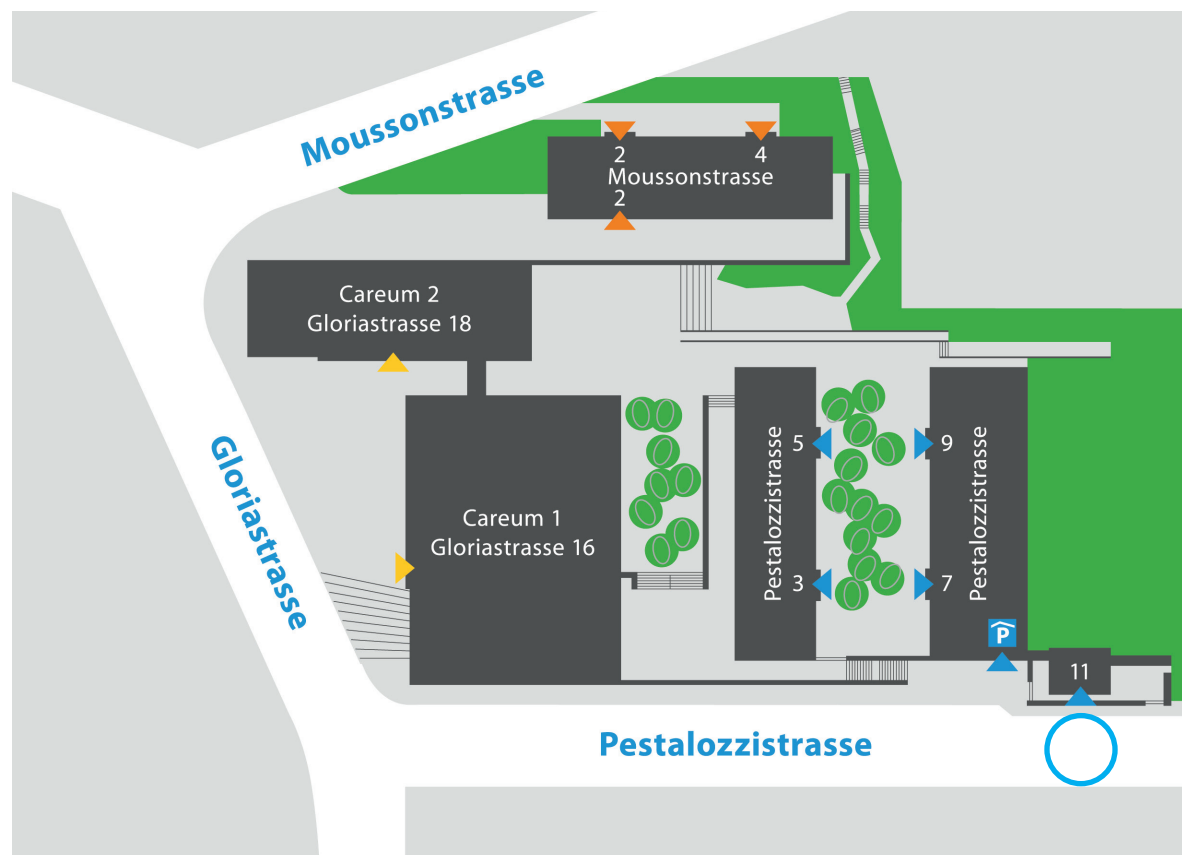 Moussonstrasse
2
4
Moussonstrasse
2
Careum 2
Gloriastrasse 18
Gloriastrasse
Careum 1
Gloriastrasse 16
5
Pestalozzistrasse
3
9
Pestalozzistrasse
7
P
11
Pestalozzistrasse